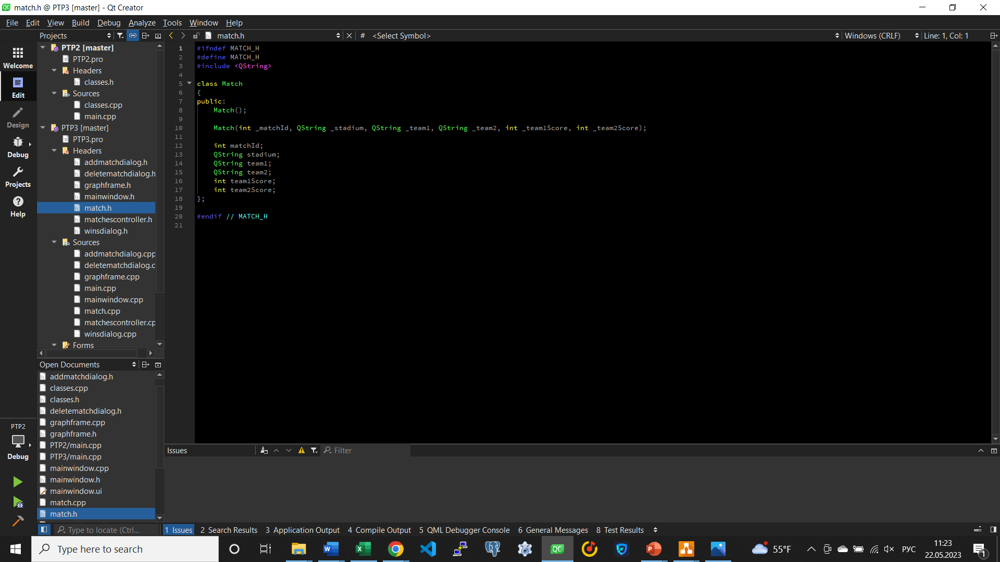 match.h @ PTP3 [master] - Qt Creator
File Edit View Build Debug Analyze Tools Window Help
Projects
match.h
# <Select Symbol>
Windows (CRLF)
Line: 1, Col: 1
Welcome
Edit
Design
Debug
Projects
Help
PTP2 [master]
PTP2.pro
Headers
classes.h
Sources
classes.cpp
main.cpp
PTP3 [master]
PTP3.pro
Headers
addmatchdialog.h
deletematchdialog.h
graphframe.h
mainwindow.h
match.h
matchescontroller.h
winsdialog.h
Sources
addmatchdialog.cpp
deletematchdialog.c
graphframe.cpp
main.cpp
mainwindow.cpp
match.cpp
matchescontroller.cp
winsdialog.cpp
Forms
1 #ifndef MATCH_H
2 #define MATCH_H
3 #include <QString>
4
5 class Match
6 {
7 public:
8 Match();
9
10 Match(int _matchId, QString _stadium, QString _team1, QString _team2, int _team1Score, int _team2Score);
11
12 int matchId;
13 QString stadium;
14 QString team1;
15 QString team2;
16 int team1Score;
17 int team2Score;
18 };
19
20 #endif // MATCH_H
21
Open Documents
addmatchdialog.h
classes.cpp
classes.h
deletematchdialog.h
graphframe.cpp
graphframe.h
PTP2/main.cpp
PTP3/main.cpp
mainwindow.cpp
mainwindow.h
mainwindow.ui
match.cpp
match.h
PTP2
Debug
Issues
Filter
Type to locate (Ctrl...
1 Issues 2 Search Results 3 Application Output 4 Compile Output 5 QML Debugger Console 6 General Messages 8 Test Results
Type here to search
55°F
РУС
11:23
22.05.2023
1